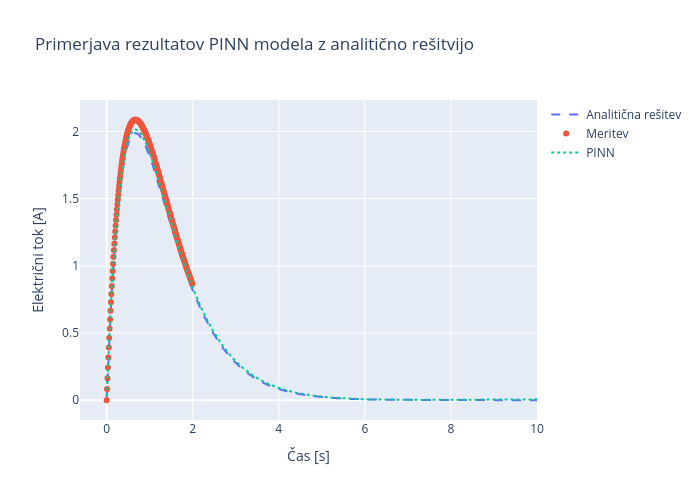 Primerjava rezultatov PINN modela z analitično rešitvijo
Analitična rešitev
Meritev
PINN
2
1.5
1
0.5
0
0 2 4 6 8 10
Električni tok [A]
Čas [s]